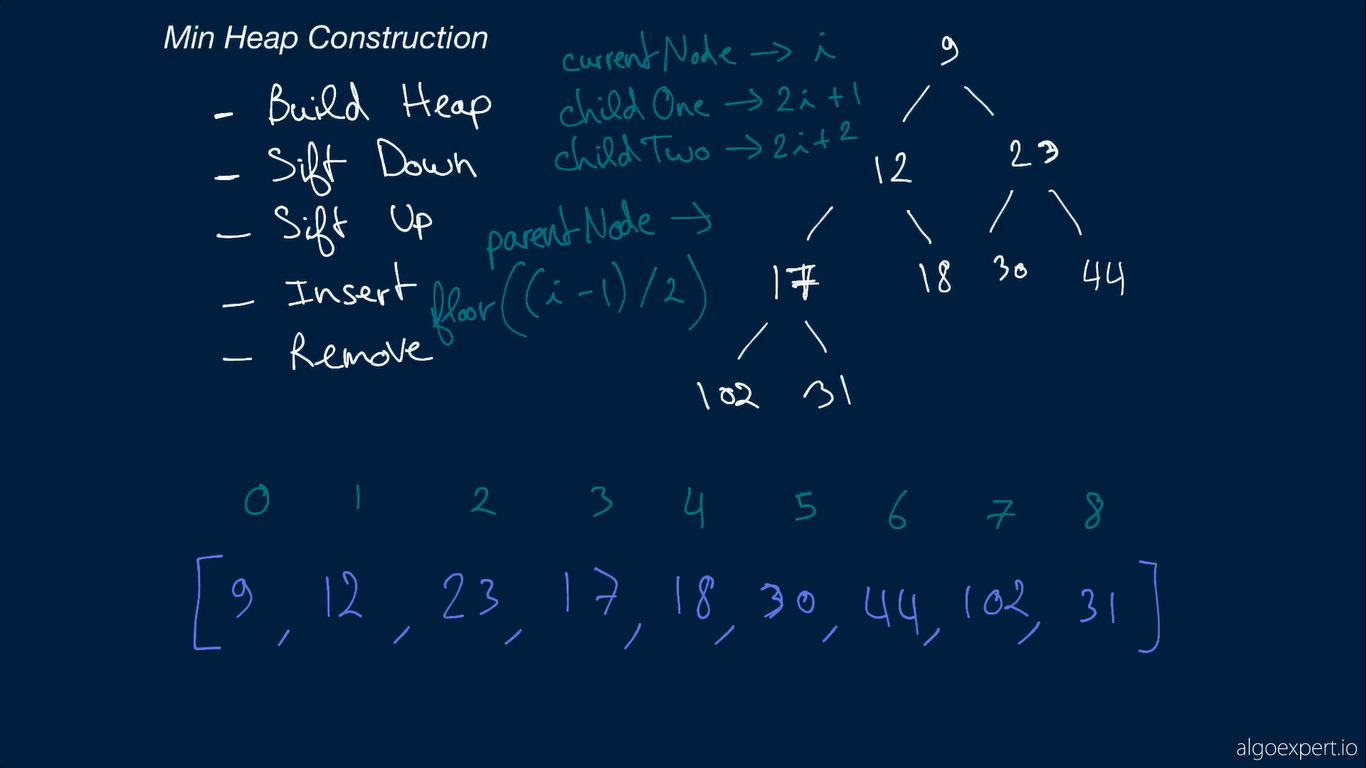 Min Heap Construction
- Build Heap
- Sift Down
- Sift Up
- Insert
- Remove
currentNode → i
childOne → 2i+1
childTwo → 2i+2
parentNode →
floor((i-1)/2)
9
12 23
17 18 30 44
102 31
0 1 2 3 4 5 6 7 8
[9, 12, 23, 17, 18, 30, 44, 102, 31]
algoexpert.io